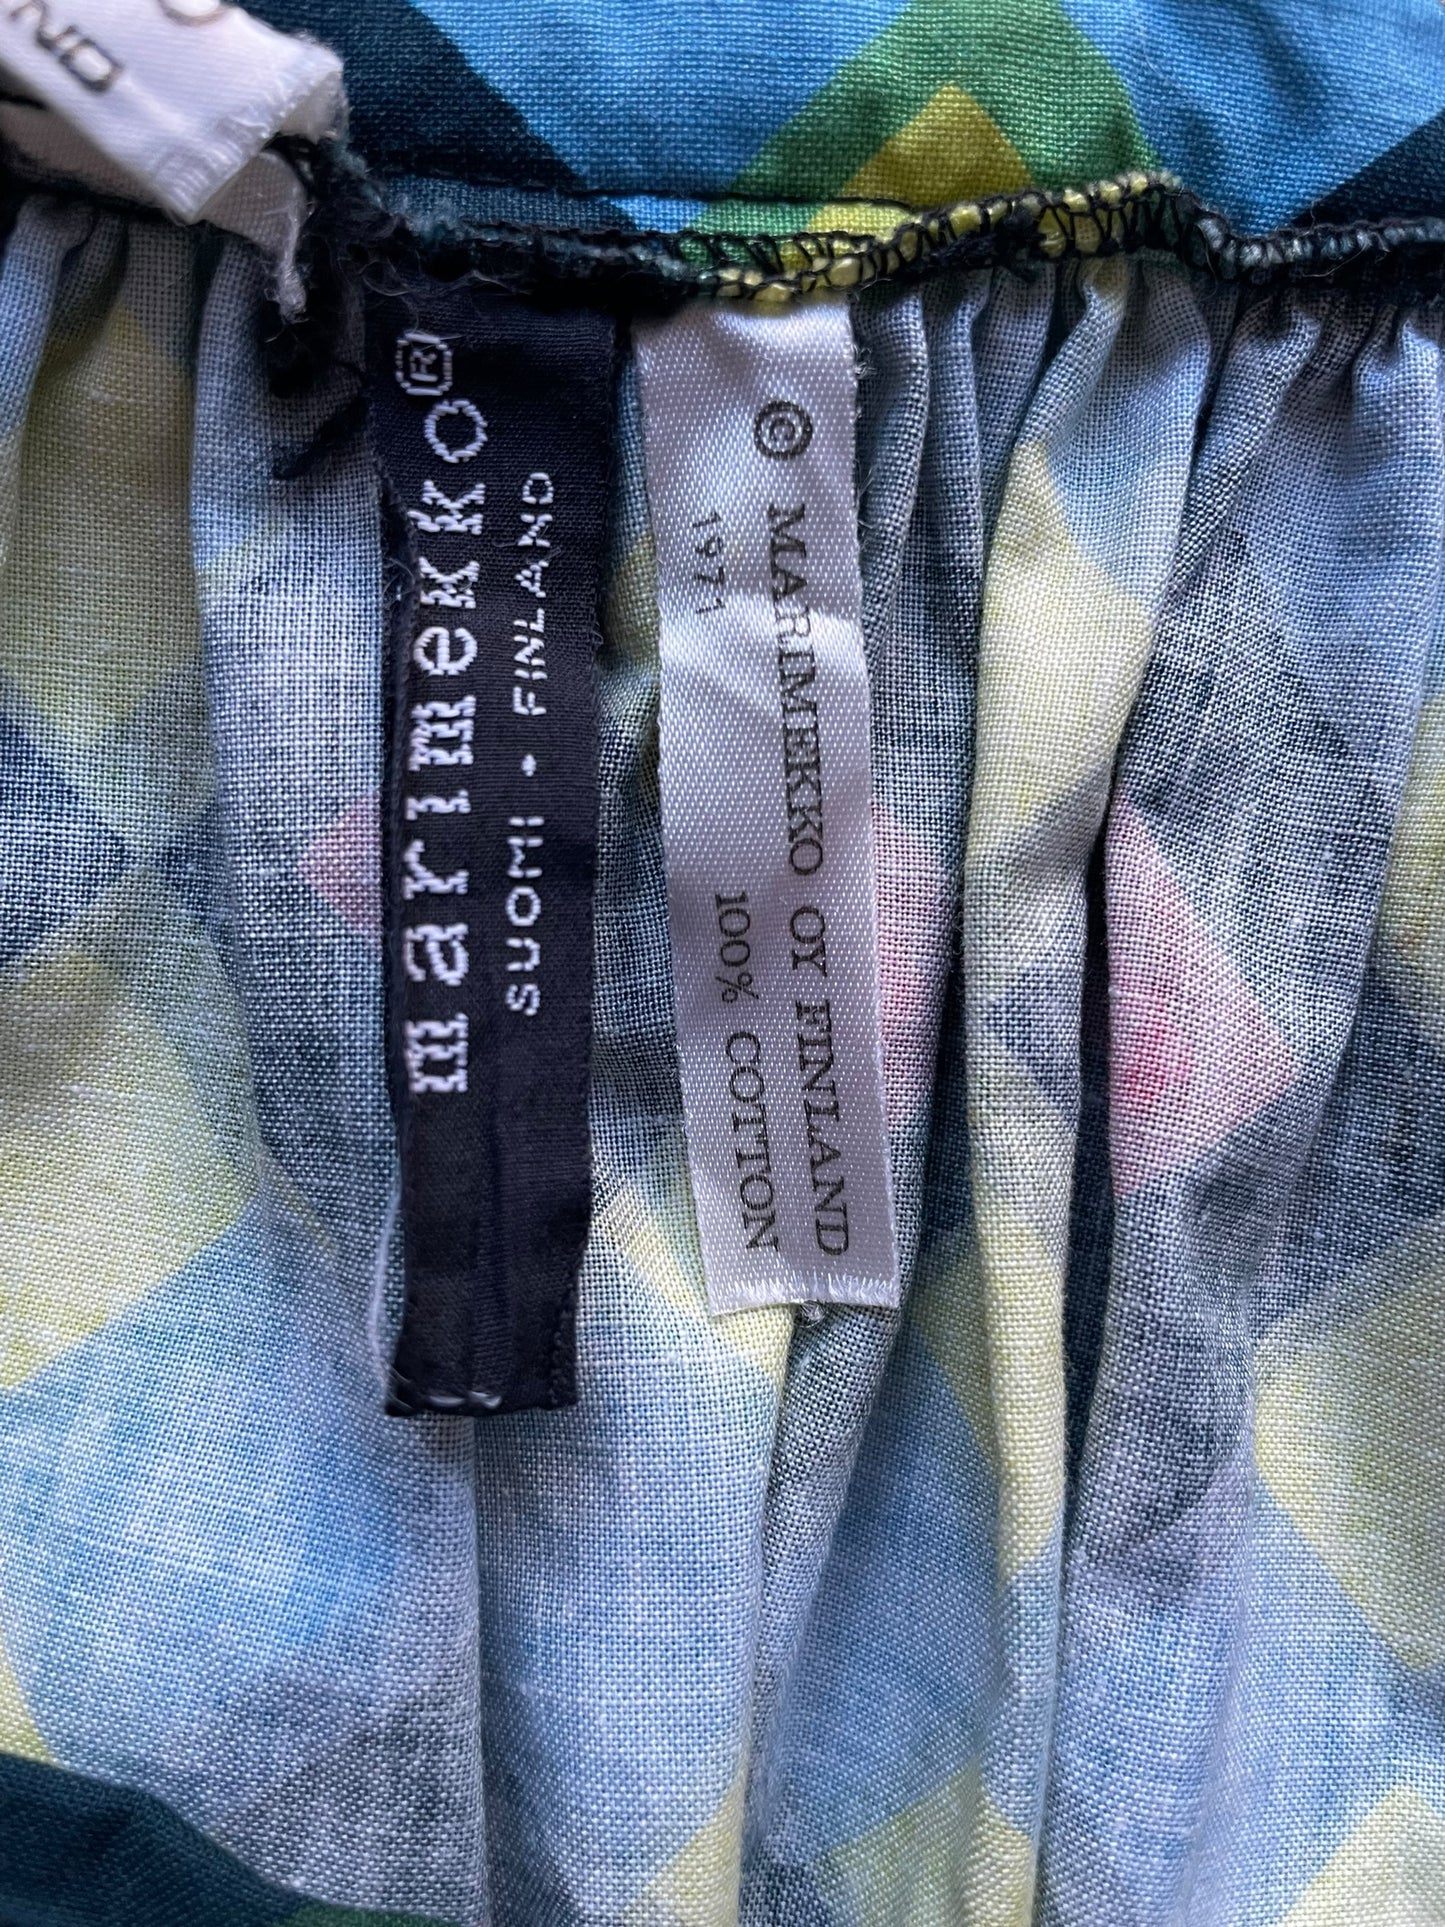 marimekko®
SUOMI • FINLAND
© MARIMEKKO OY FINLAND
1971 100% COTTON